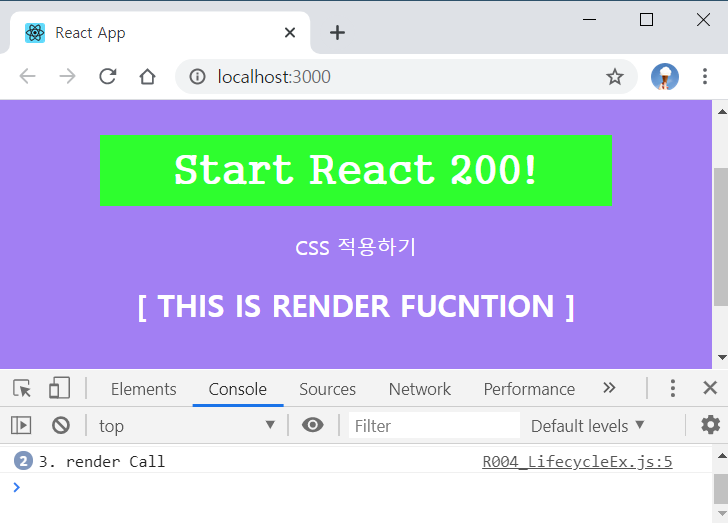 React App
localhost:3000
Start React 200!
CSS 적용하기
[ THIS IS RENDER FUCNTION ]
Elements Console Sources Network Performance
top Filter Default levels
2 3. render Call R004_LifecycleEx.js:5